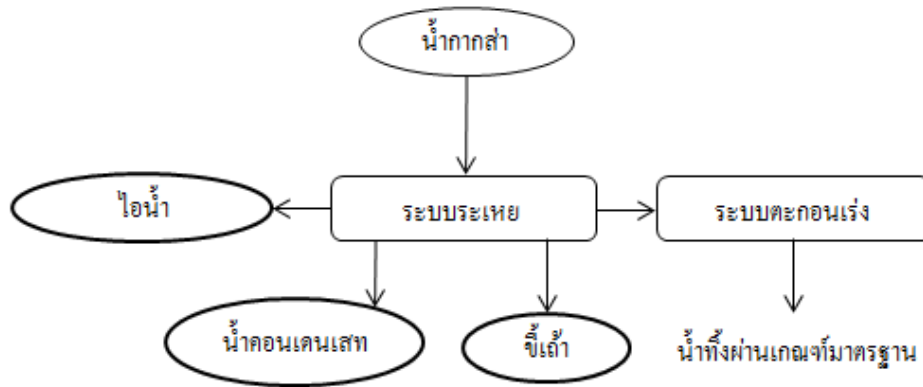 น้ำกากส่า
ไอน้ำ
ระบบระเหย
ระบบตะกอนเร่ง
น้ำคอนเดนเสท
ขี้เถ้า
น้ำทิ้งผ่านเกณฑ์มาตรฐาน